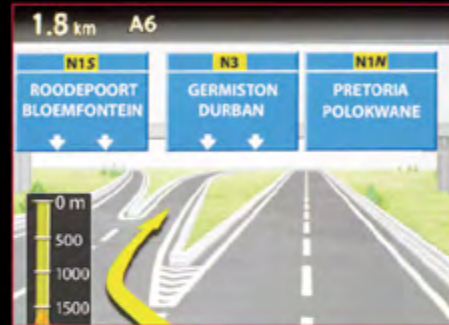 1.8 km A6
N1S
ROODEPOORT
BLOEMFONTEIN
N3
GERMISTON
DURBAN
N1N
PRETORIA
POLOKWANE
0 m
500
1000
1500